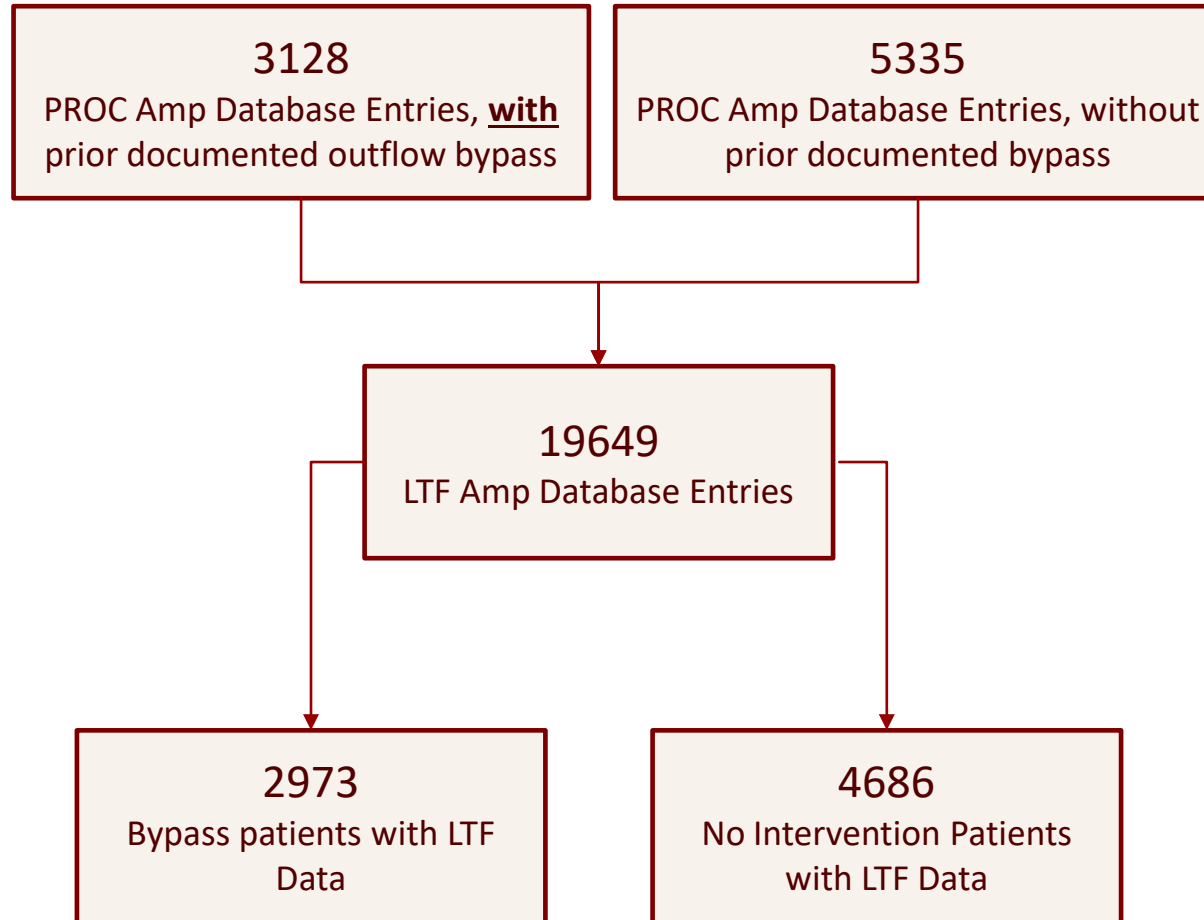 3128
PROC Amp Database Entries, with
prior documented outflow bypass
5335
PROC Amp Database Entries, without
prior documented bypass
19649
LTF Amp Database Entries
2973
Bypass patients with LTF
Data
4686
No Intervention Patients
with LTF Data